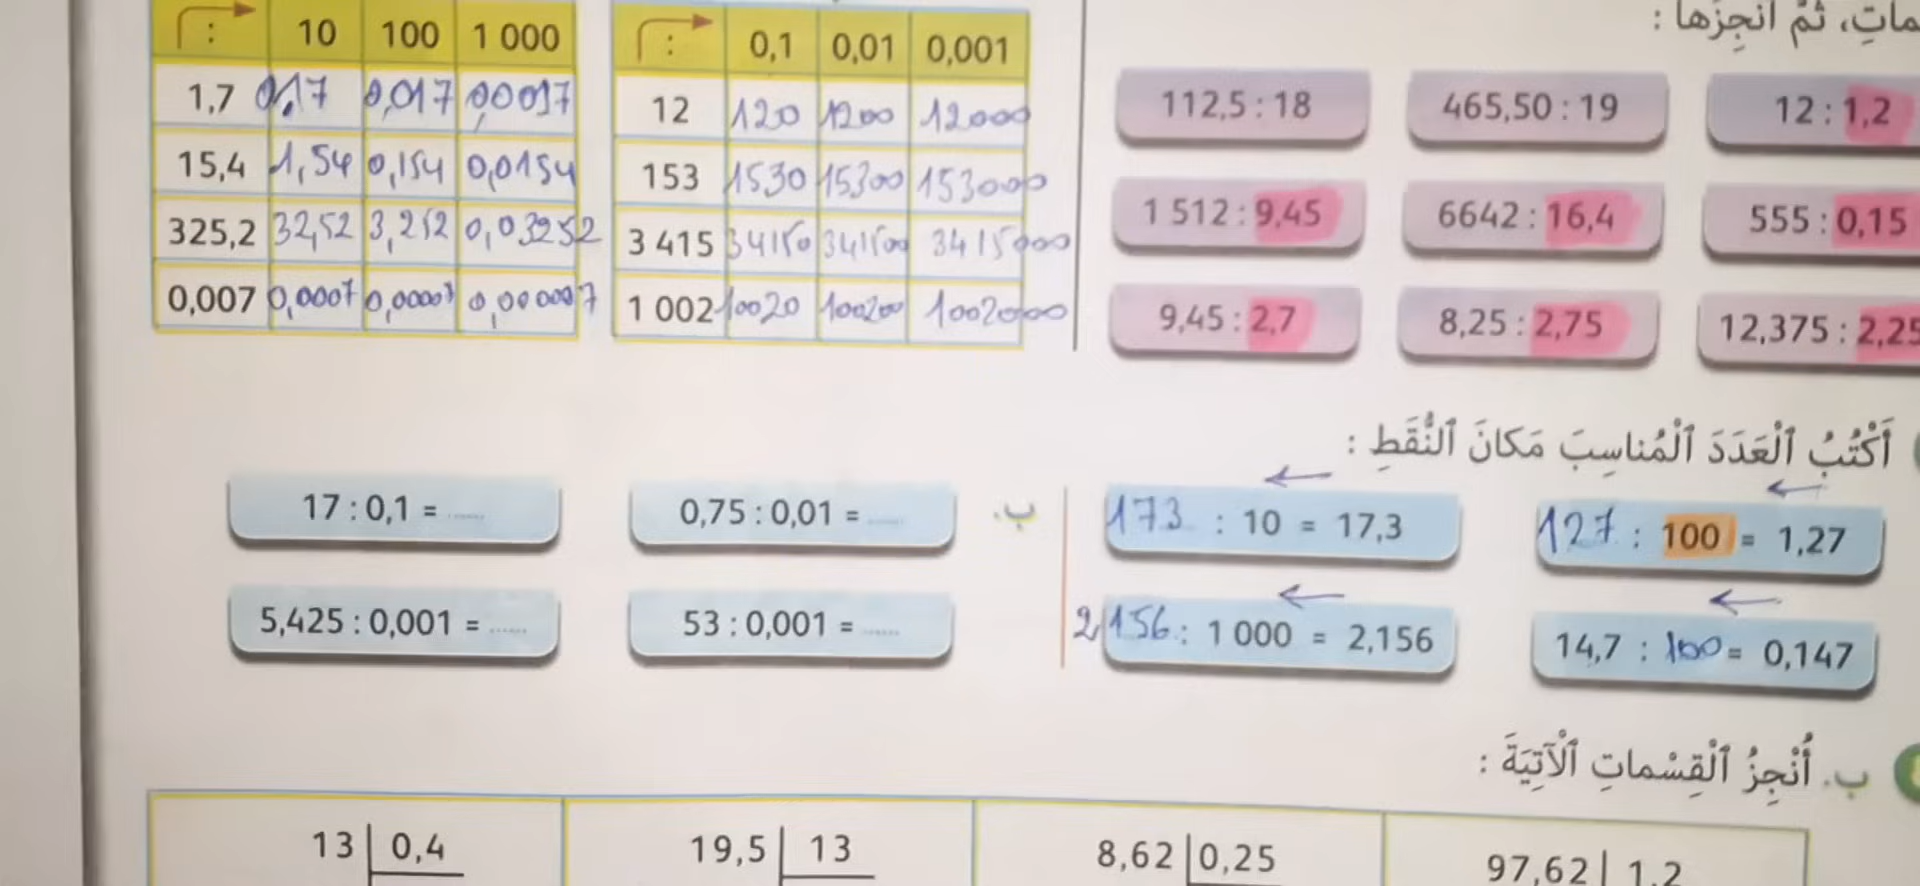 : 10 100 1 000
1,7 0,17 0,017 0,0017
15,4 1,54 0,154 0,0154
325,2 32,52 3,252 0,03252
0,007 0,0007 0,00007 0,000007
: 0,1 0,01 0,001
12 120 1200 12000
153 1530 15300 153000
3 415 34150 341500 3415000
1 002 10020 100200 1002000
ثُمَّ أُنْجِزُها :
112,5 : 18 465,50 : 19 12 : 1,2
1 512 : 9,45 6642 : 16,4 555 : 0,15
9,45 : 2,7 8,25 : 2,75 12,375 : 2,25
أَكْتُبُ ٱلْعَدَدَ ٱلْمُناسِبَ مَكانَ ٱلنُّقَطِ :
127 : 100 = 1,27
173 : 10 = 17,3
14,7 : 100 = 0,147
2156 : 1 000 = 2,156
ب.
17 : 0,1 = ...... 0,75 : 0,01 = ......
5,425 : 0,001 = ...... 53 : 0,001 = ......
ب. أُنْجِزُ ٱلْقِسْماتِ ٱلْآتِيَةَ :
13 0,4 19,5 13 8,62 0,25 97,62 1,2